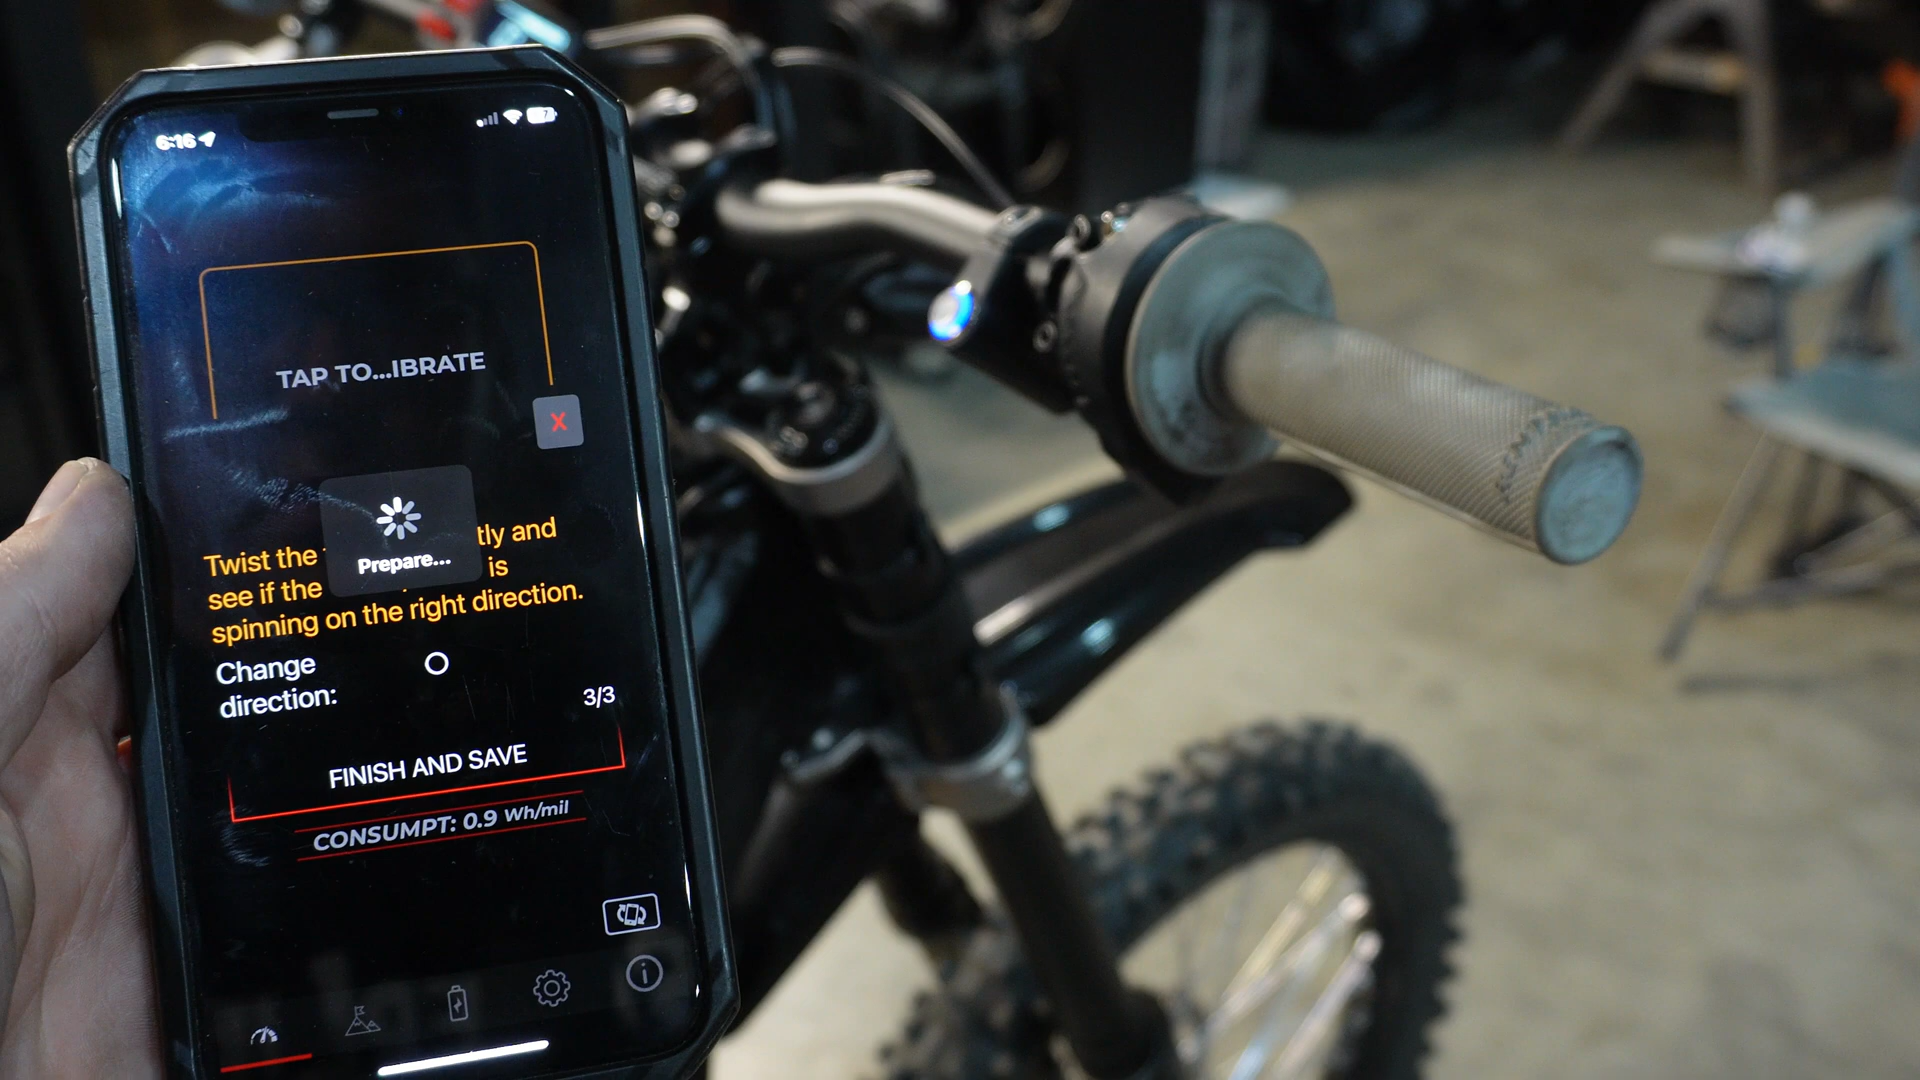 6:16
TAP TO...IBRATE
X
Prepare...
Twist the tly and
see if the is
spinning on the right direction.
Change
direction:
3/3
FINISH AND SAVE
CONSUMPT: 0.9 Wh/mil